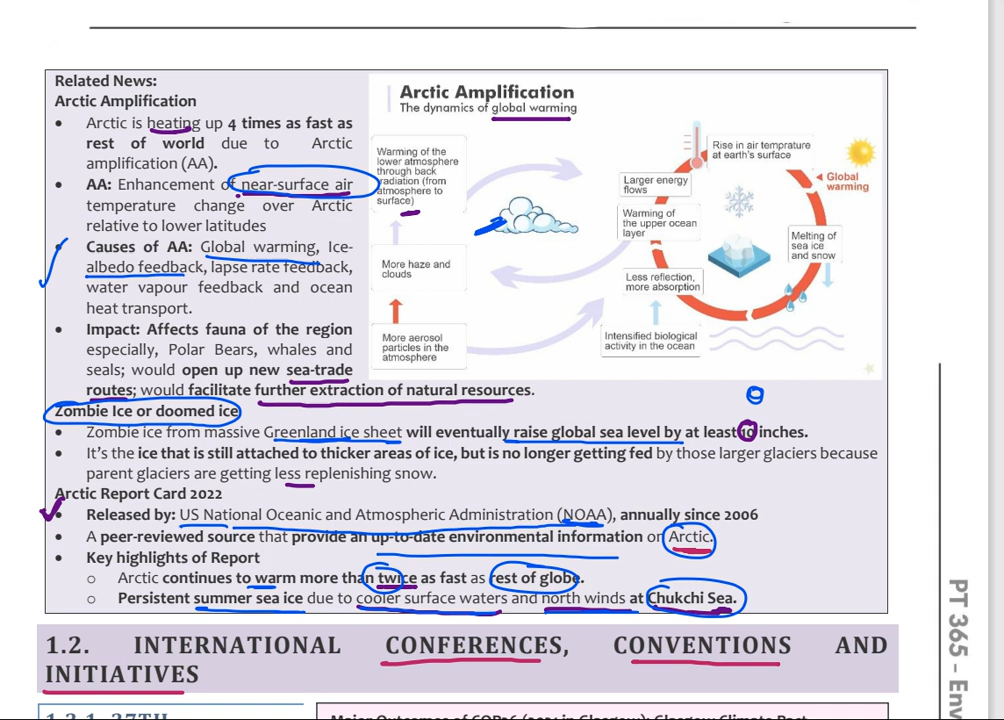 Related News:
Arctic Amplification
• Arctic is heating up 4 times as fast as
rest of world due to Arctic
amplification (AA).
• AA: Enhancement of near-surface air
temperature change over Arctic
relative to lower latitudes
• Causes of AA: Global warming, Ice-
albedo feedback, lapse rate feedback,
water vapour feedback and ocean
heat transport.
• Impact: Affects fauna of the region
especially, Polar Bears, whales and
seals; would open up new sea-trade
routes; would facilitate further extraction of natural resources.
Arctic Amplification
The dynamics of global warming
Warming of the
lower atmosphere
through back
radiation (from
atmosphere to
surface)
More haze and
clouds
More aerosol
particles in the
atmosphere
Rise in air temprature
at earth's surface
Larger energy
flows
Global
warming
Warming of
the upper ocean
layer
Melting of
sea ice
and snow
Less reflection,
more absorption
Intensified biological
activity in the ocean
Zombie Ice or doomed ice
• Zombie ice from massive Greenland ice sheet will eventually raise global sea level by at least 10 inches.
• It's the ice that is still attached to thicker areas of ice, but is no longer getting fed by those larger glaciers because
parent glaciers are getting less replenishing snow.
Arctic Report Card 2022
• Released by: US National Oceanic and Atmospheric Administration (NOAA), annually since 2006
• A peer-reviewed source that provide an up-to-date environmental information on Arctic.
• Key highlights of Report
o Arctic continues to warm more than twice as fast as rest of globe.
o Persistent summer sea ice due to cooler surface waters and north winds at Chukchi Sea.
1.2. INTERNATIONAL CONFERENCES, CONVENTIONS AND
INITIATIVES
1.2.1. 27TH
Major Outcomes of COP26 (2021 in Glasgow): Glasgow Climate Pact
PT 365 - Env